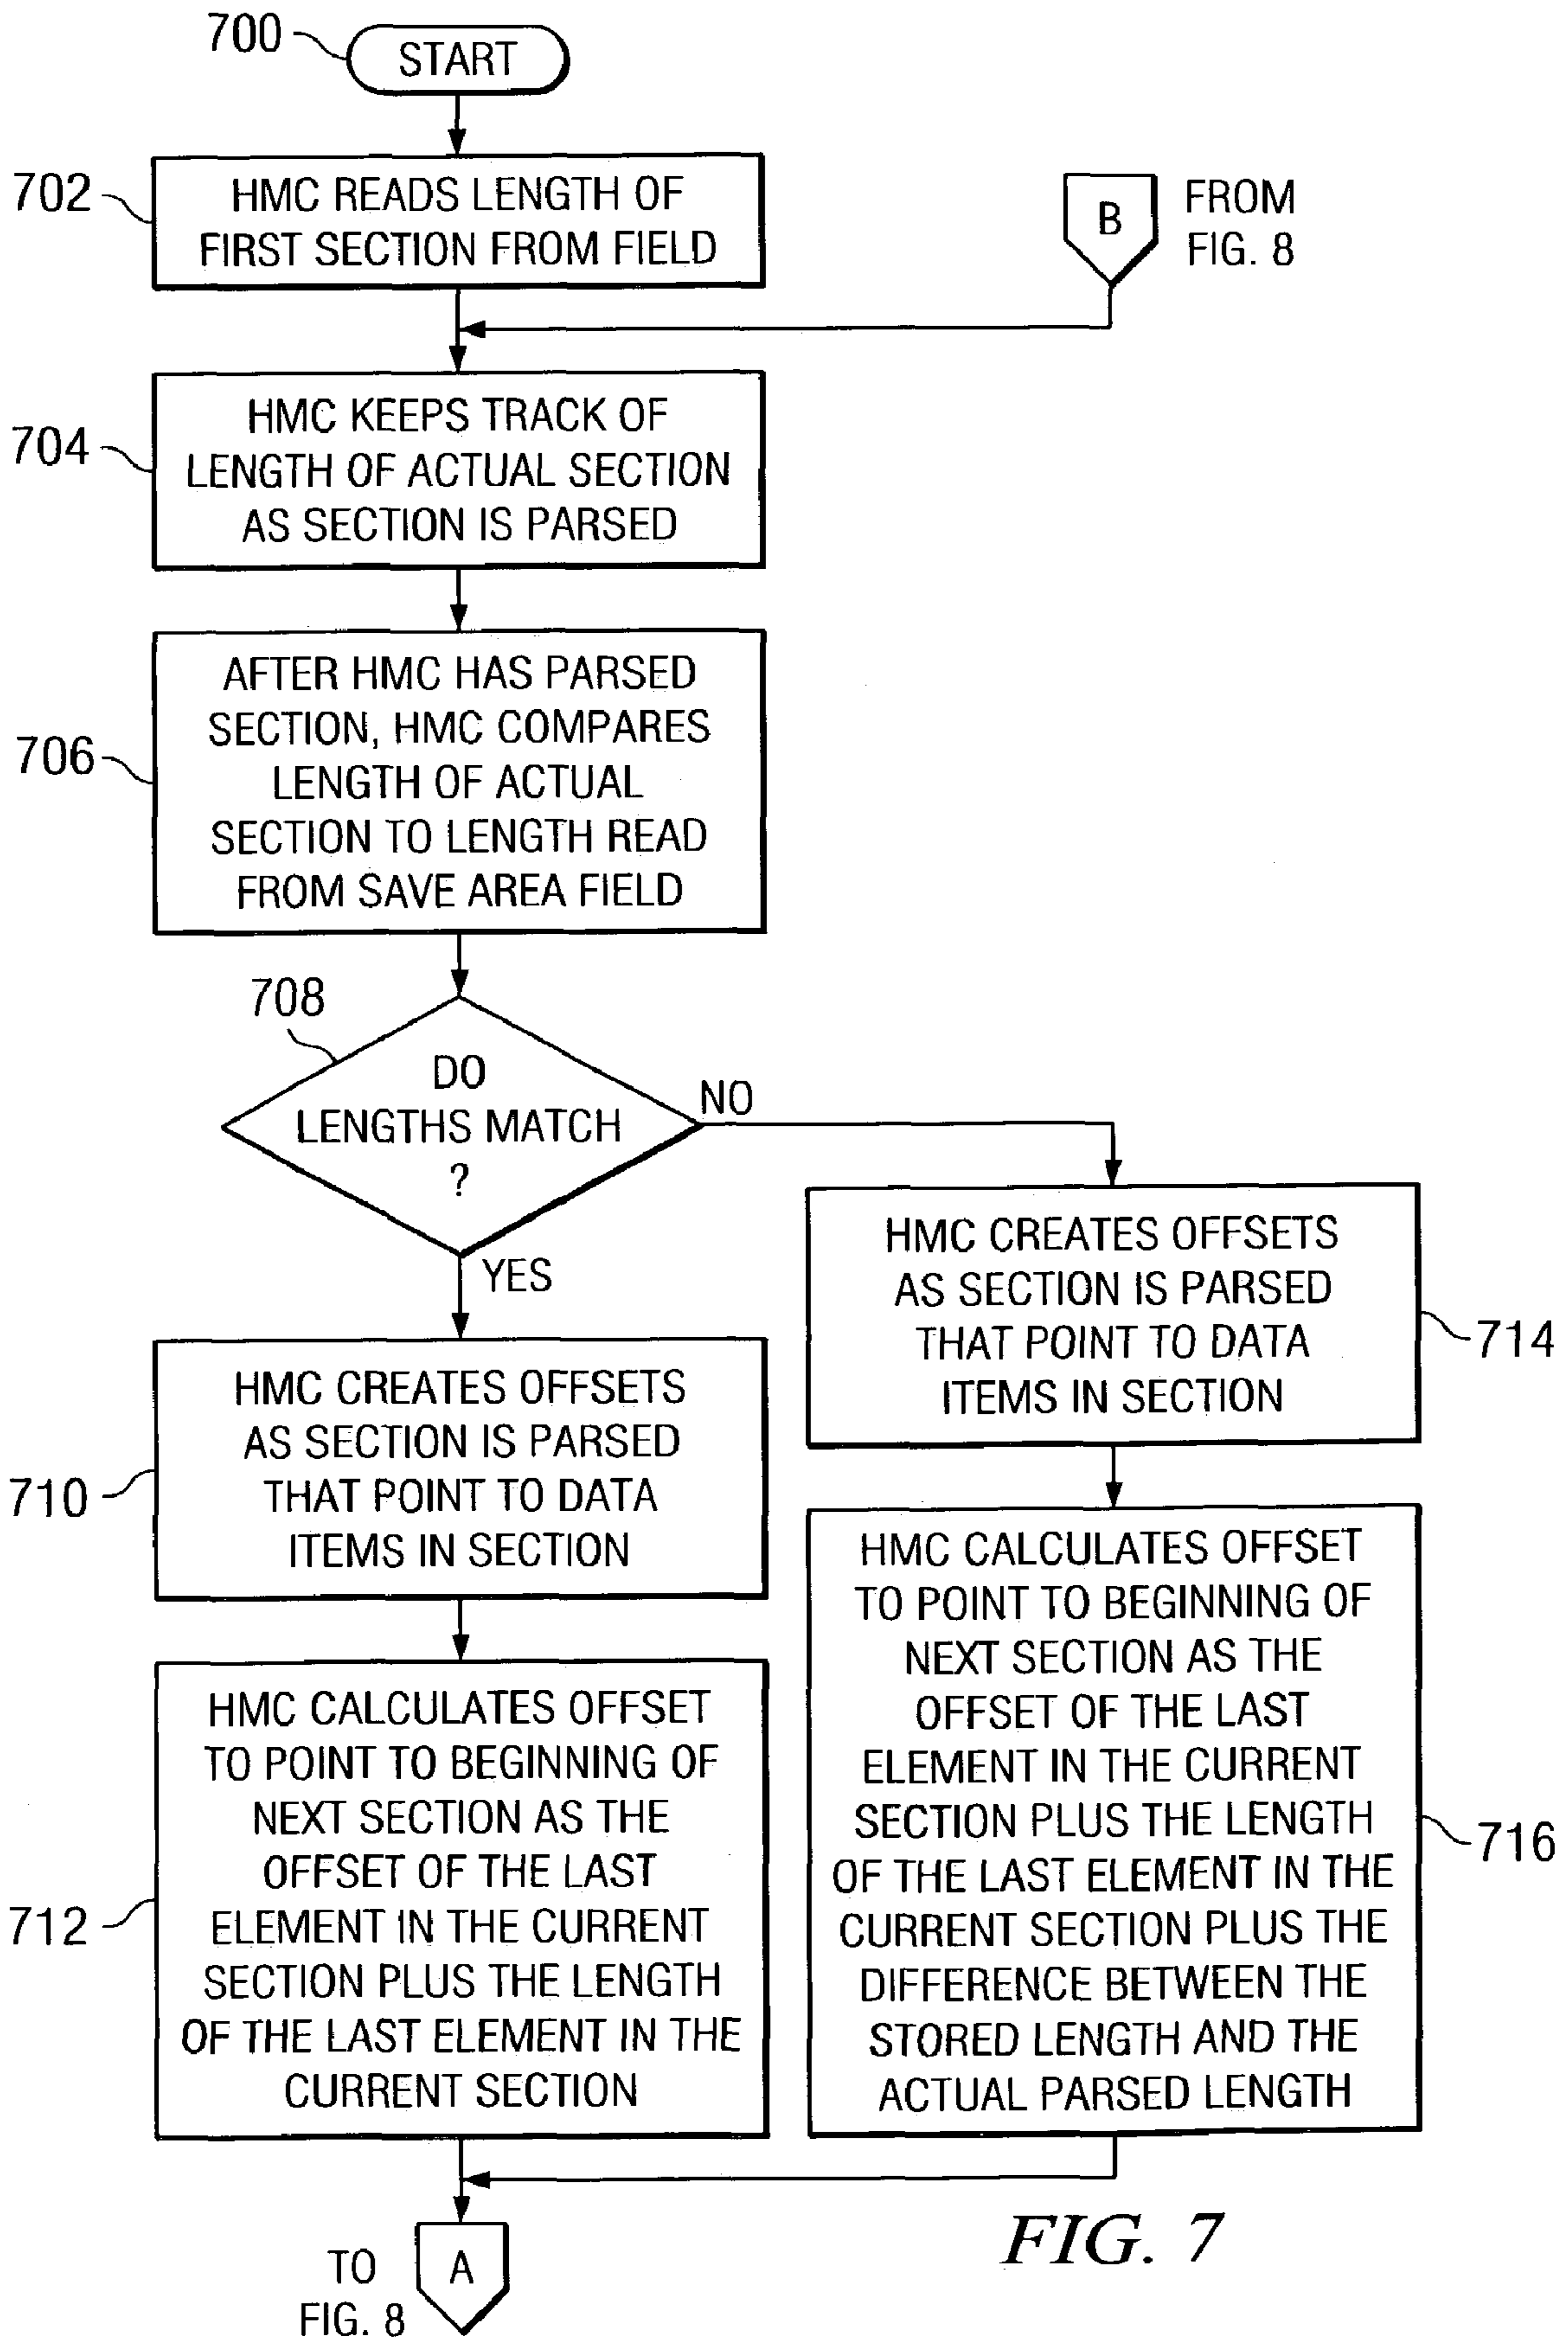 700
START
702
HMC READS LENGTH OF
FIRST SECTION FROM FIELD
B
FROM
FIG. 8
704
HMC KEEPS TRACK OF
LENGTH OF ACTUAL SECTION
AS SECTION IS PARSED
706
AFTER HMC HAS PARSED
SECTION, HMC COMPARES
LENGTH OF ACTUAL
SECTION TO LENGTH READ
FROM SAVE AREA FIELD
708
DO
LENGTHS MATCH
?
NO
YES
HMC CREATES OFFSETS
AS SECTION IS PARSED
THAT POINT TO DATA
ITEMS IN SECTION
714
710
HMC CREATES OFFSETS
AS SECTION IS PARSED
THAT POINT TO DATA
ITEMS IN SECTION
HMC CALCULATES OFFSET
TO POINT TO BEGINNING OF
NEXT SECTION AS THE
OFFSET OF THE LAST
ELEMENT IN THE CURRENT
SECTION PLUS THE LENGTH
OF THE LAST ELEMENT IN THE
CURRENT SECTION PLUS THE
DIFFERENCE BETWEEN THE
STORED LENGTH AND THE
ACTUAL PARSED LENGTH
716
712
HMC CALCULATES OFFSET
TO POINT TO BEGINNING OF
NEXT SECTION AS THE
OFFSET OF THE LAST
ELEMENT IN THE CURRENT
SECTION PLUS THE LENGTH
OF THE LAST ELEMENT IN THE
CURRENT SECTION
TO
FIG. 8
A
FIG. 7